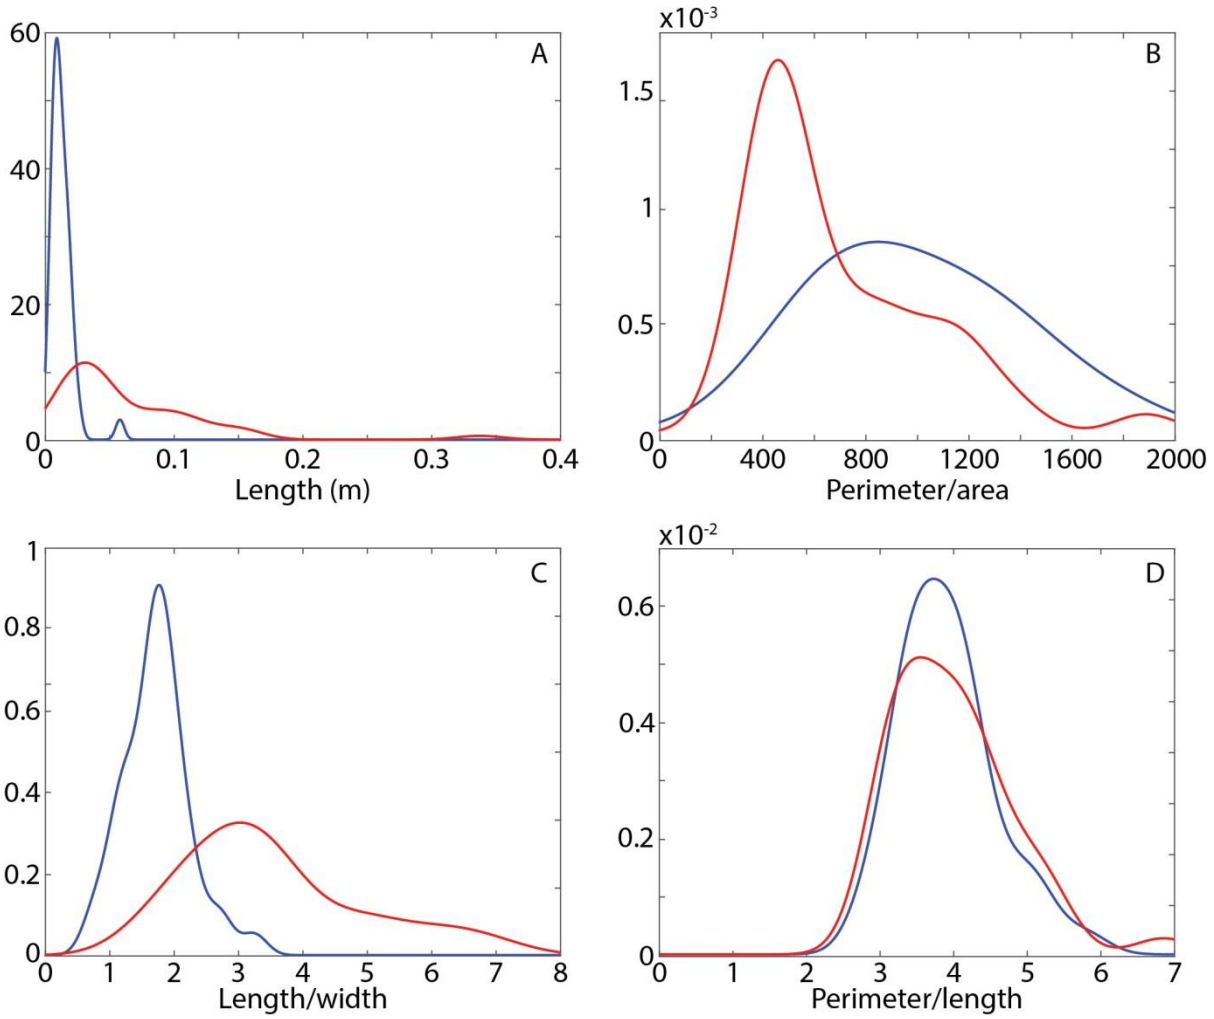 A
60
40
20
0
0 0.1 0.2 0.3 0.4
Length (m)
x10⁻³
B
1.5
1
0.5
0
0 400 800 1200 1600 2000
Perimeter/area
C
1
0.8
0.6
0.4
0.2
0
0 1 2 3 4 5 6 7 8
Length/width
x10⁻²
D
0.6
0.4
0.2
0
0 1 2 3 4 5 6 7
Perimeter/length